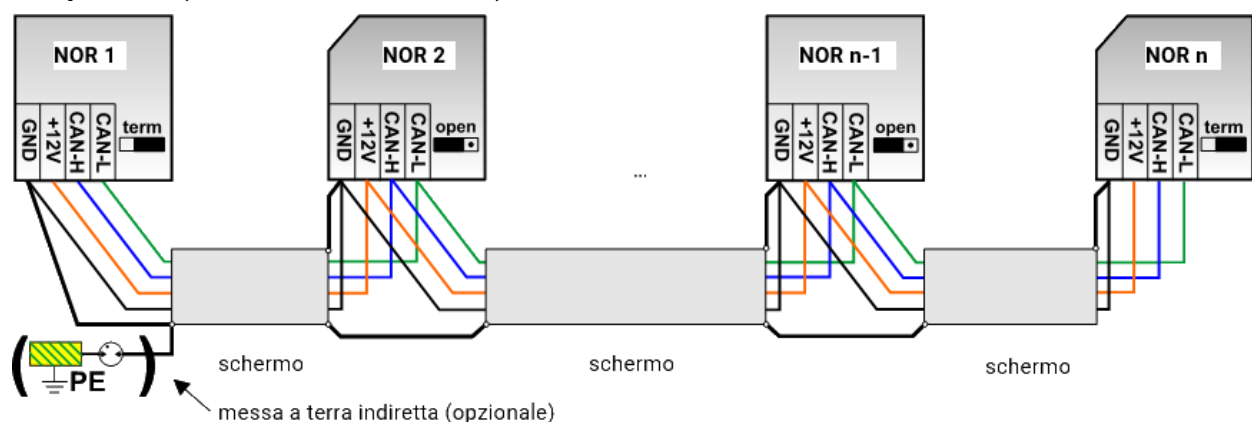 NOR 1
NOR 2
NOR n-1
NOR n
GND
+12V
CAN-H
CAN-L
term
GND
+12V
CAN-H
CAN-L
open
...
GND
+12V
CAN-H
CAN-L
open
GND
+12V
CAN-H
CAN-L
term
( PE )
schermo
schermo
schermo
messa a terra indiretta (opzionale)